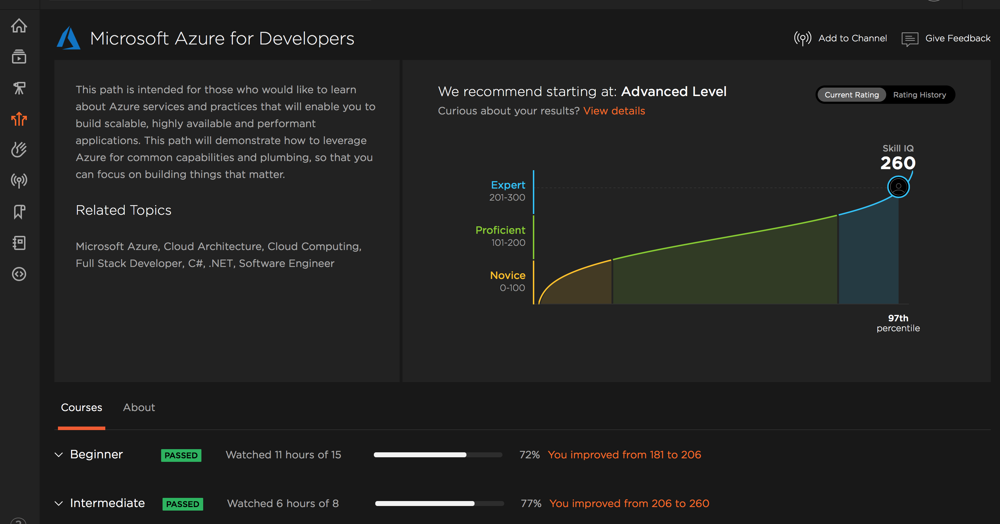 Microsoft Azure for Developers
Add to Channel
Give Feedback
This path is intended for those who would like to learn
about Azure services and practices that will enable you to
build scalable, highly available and performant
applications. This path will demonstrate how to leverage
Azure for common capabilities and plumbing, so that you
can focus on building things that matter.
Related Topics
Microsoft Azure, Cloud Architecture, Cloud Computing,
Full Stack Developer, C#, .NET, Software Engineer
We recommend starting at: Advanced Level
Curious about your results? View details
Current Rating
Rating History
Skill IQ
260
Expert
201-300
Proficient
101-200
Novice
0-100
97th
percentile
Courses
About
Beginner PASSED Watched 11 hours of 15 72% You improved from 181 to 206
Intermediate PASSED Watched 6 hours of 8 77% You improved from 206 to 260